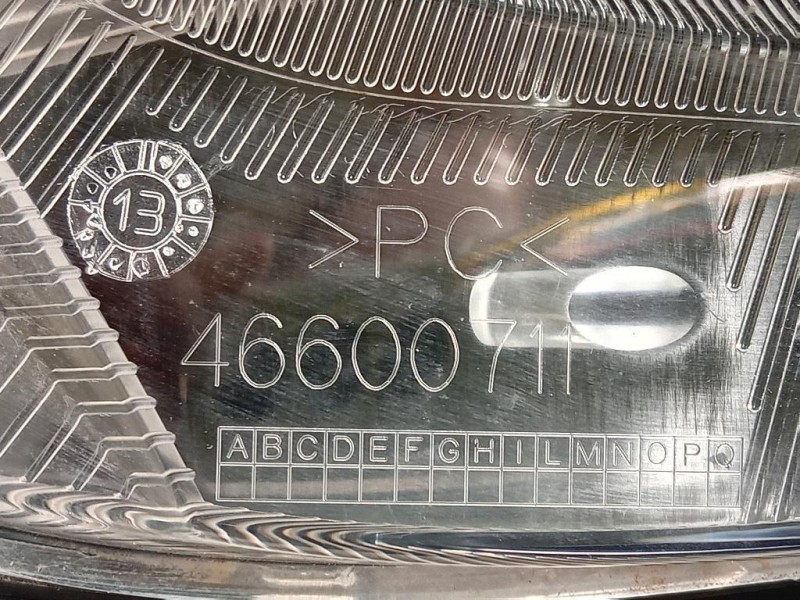 13
>PC<
46600711
A B C D E F G H I L M N O P Q